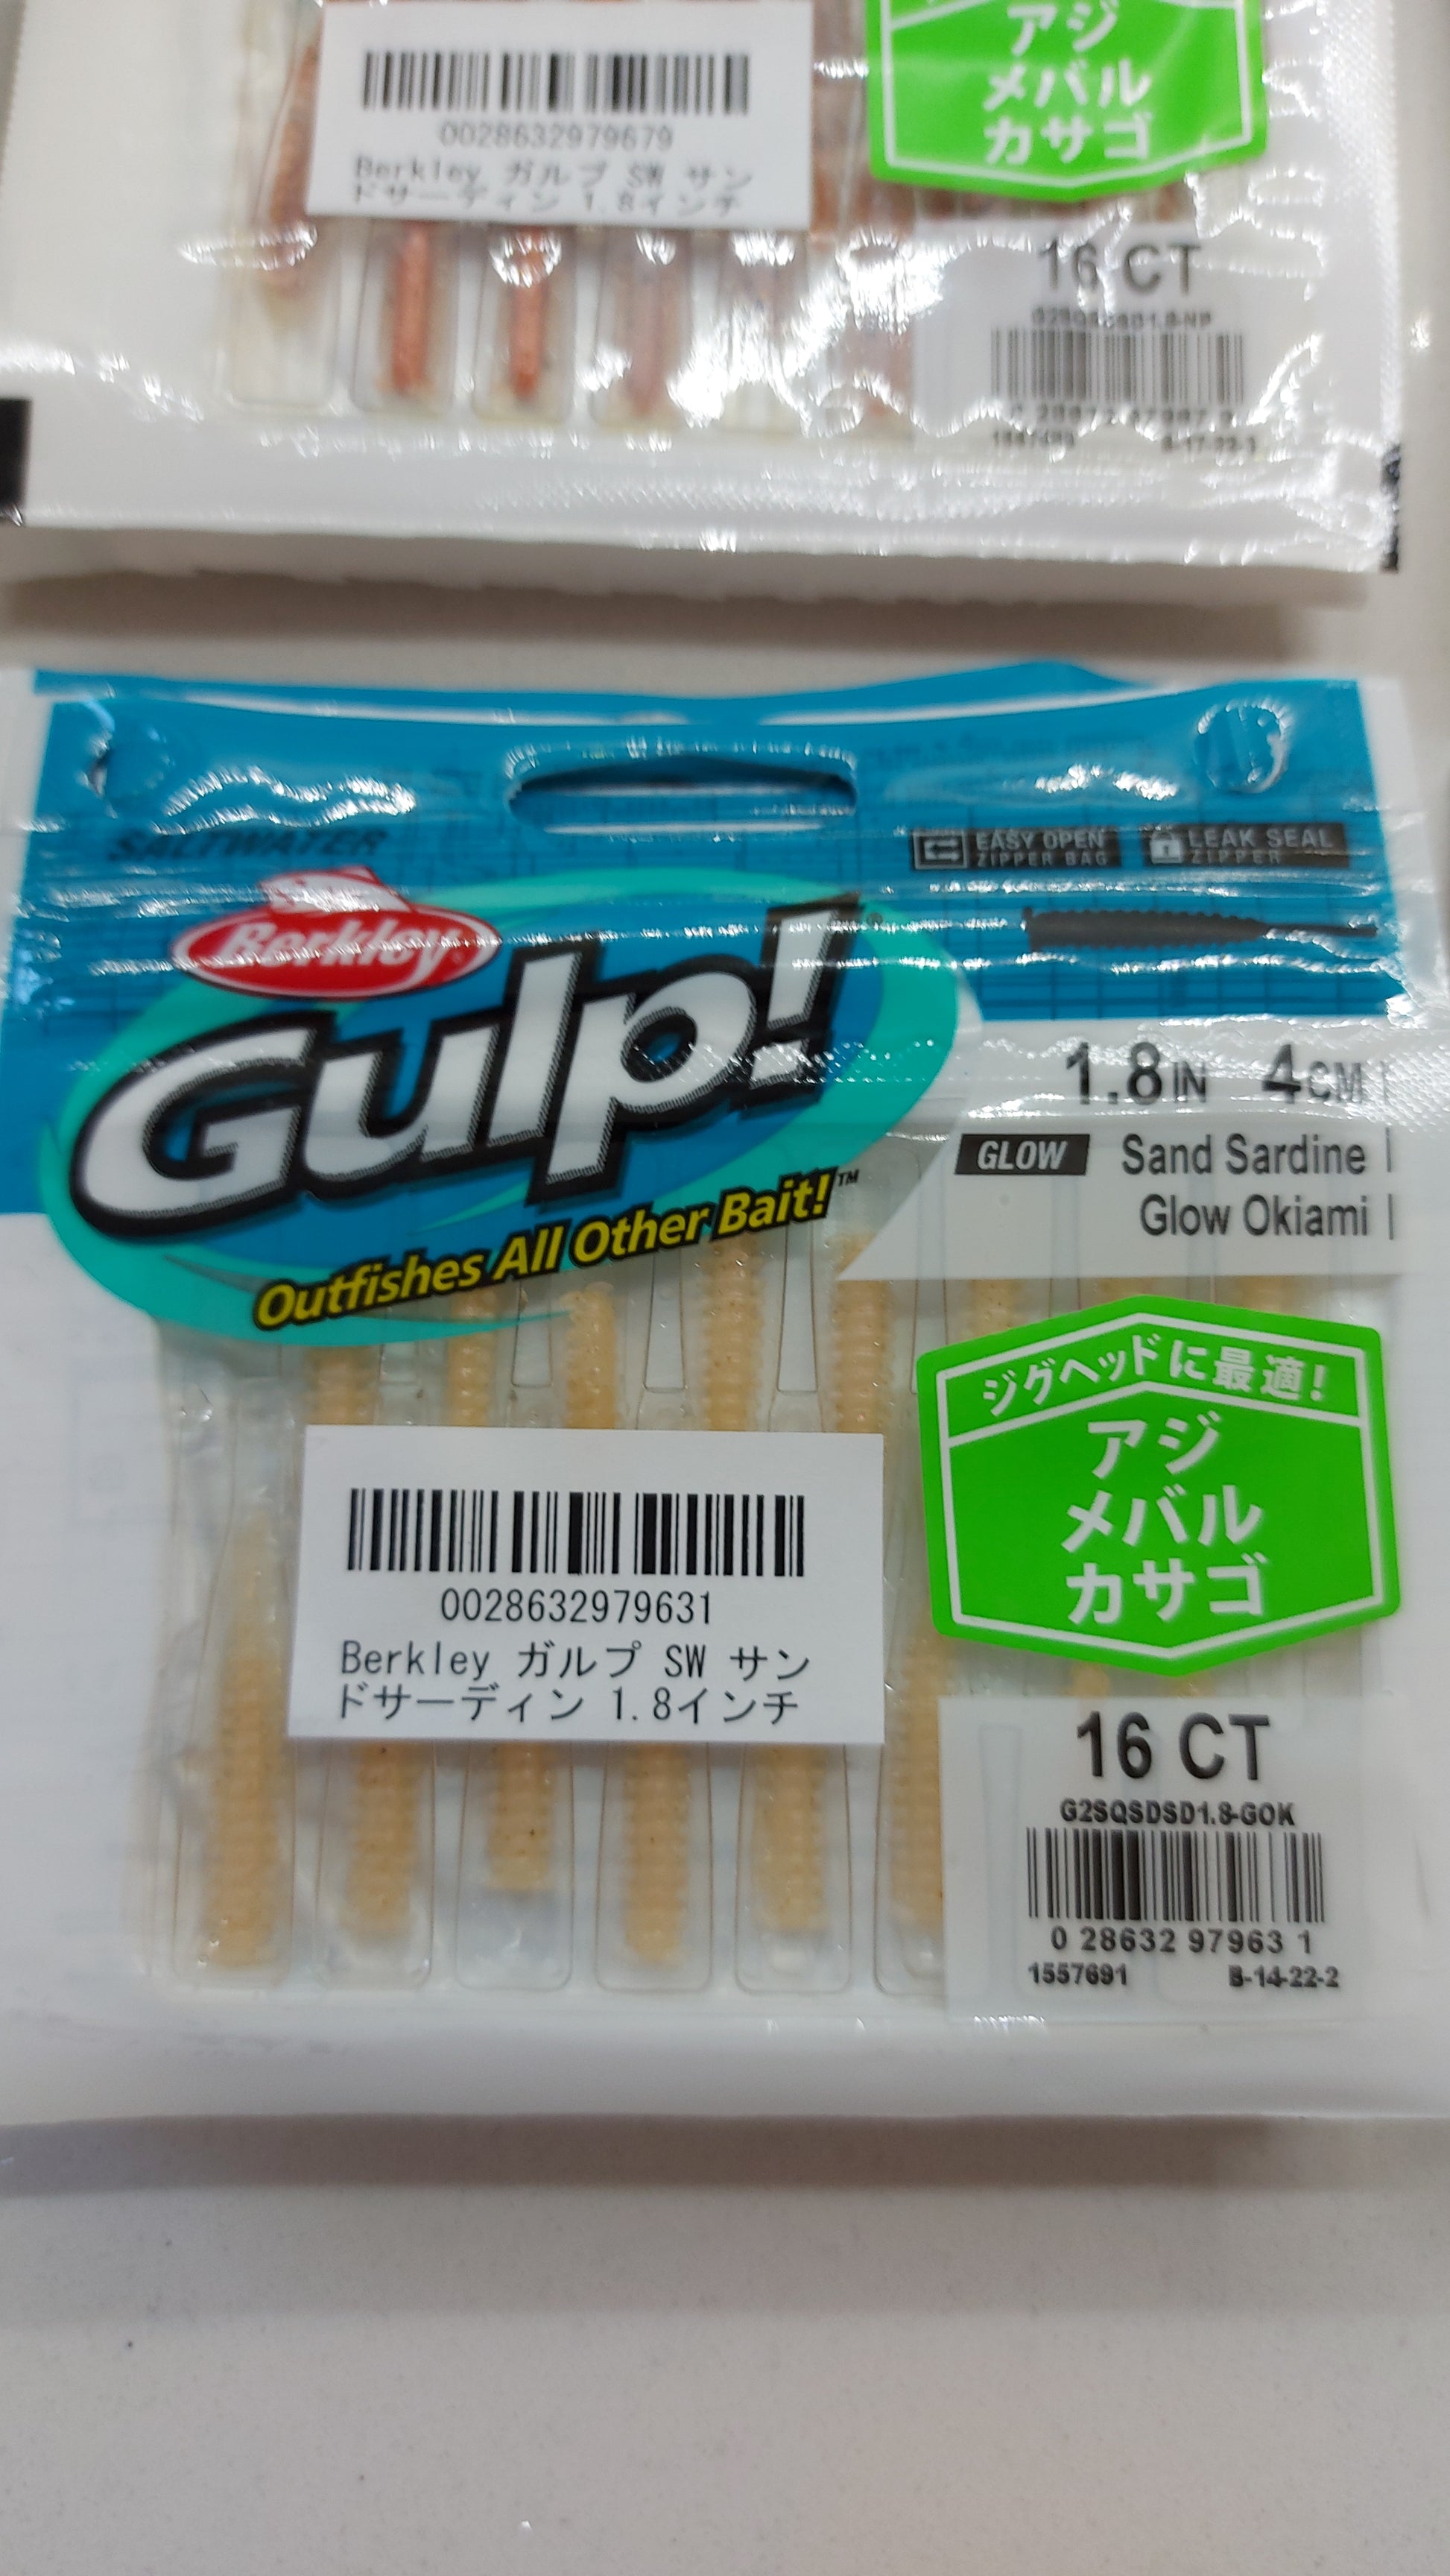 アジ
メバル
カサゴ
0028632979679
Berkley ガルプ SW サン
ドサーディン 1.8インチ
16 CT
SALTWATER
EASY OPEN
ZIPPER BAG
LEAK SEAL
ZIPPER
Berkley
Gulp!®
Outfishes All Other Bait!™
1.8IN 4CM
GLOW Sand Sardine
Glow Okiami
ジグヘッドに最適!
アジ
メバル
カサゴ
0028632979631
Berkley ガルプ SW サン
ドサーディン 1.8インチ
16 CT
G2SQSDSD1.8-GOK
0 28632 97963 1
1557691 B-14-22-2